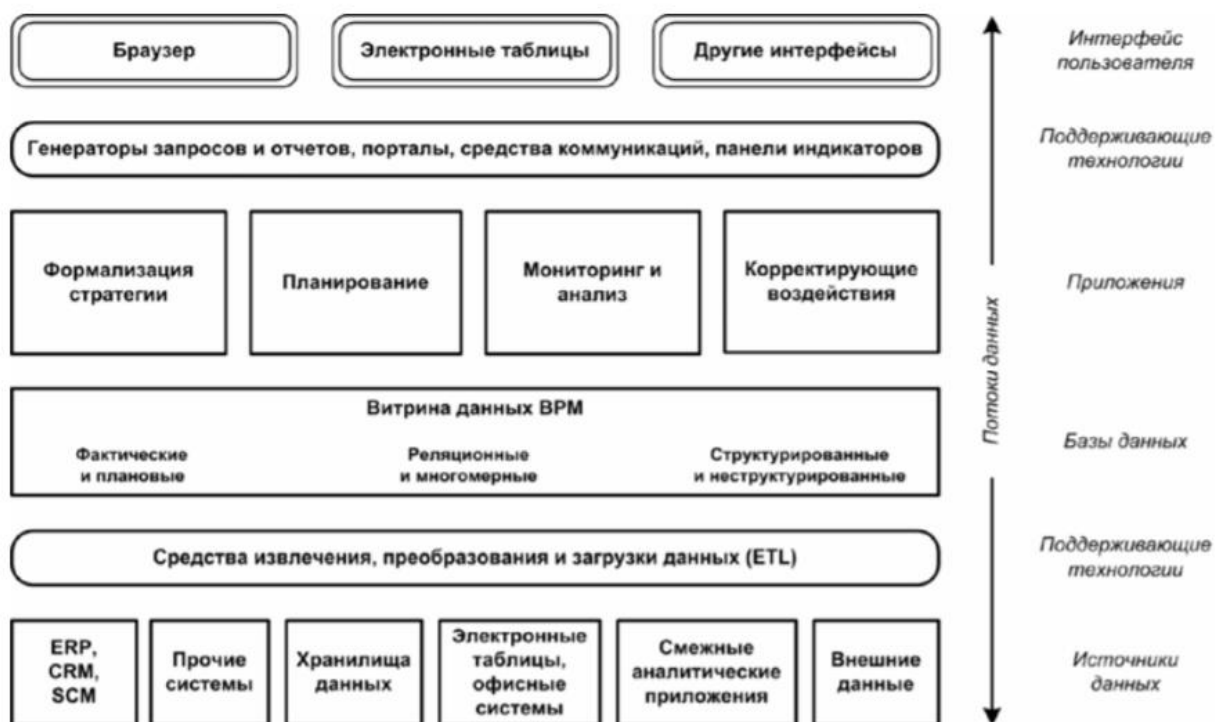 Браузер
Электронные таблицы
Другие интерфейсы
Интерфейс
пользователя
Генераторы запросов и отчетов, порталы, средства коммуникаций, панели индикаторов
Поддерживающие
технологии
Формализация
стратегии
Планирование
Мониторинг и
анализ
Корректирующие
воздействия
Приложения
Потоки данных
Витрина данных BPM
Фактические
и плановые
Реляционные
и многомерные
Структурированные
и неструктурированные
Базы данных
Средства извлечения, преобразования и загрузки данных (ETL)
Поддерживающие
технологии
ERP,
CRM,
SCM
Прочие
системы
Хранилища
данных
Электронные
таблицы,
офисные
системы
Смежные
аналитические
приложения
Внешние
данные
Источники
данных